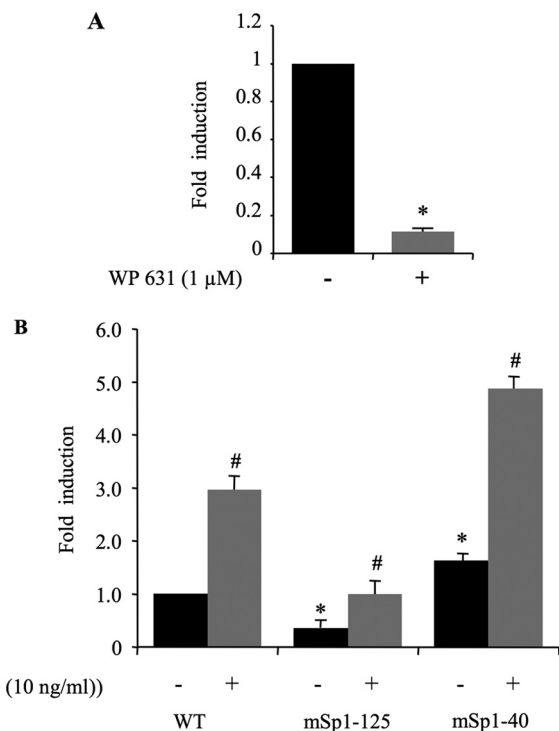 A
1.2
1
0.8
0.6
0.4
0.2
0
Fold induction
*
WP 631 (1 µM)
- +
B
6.0
5.0
4.0
3.0
2.0
1.0
0
Fold induction
#
*
#
*
#
(10 ng/ml))
- + - + - +
WT mSp1-125 mSp1-40